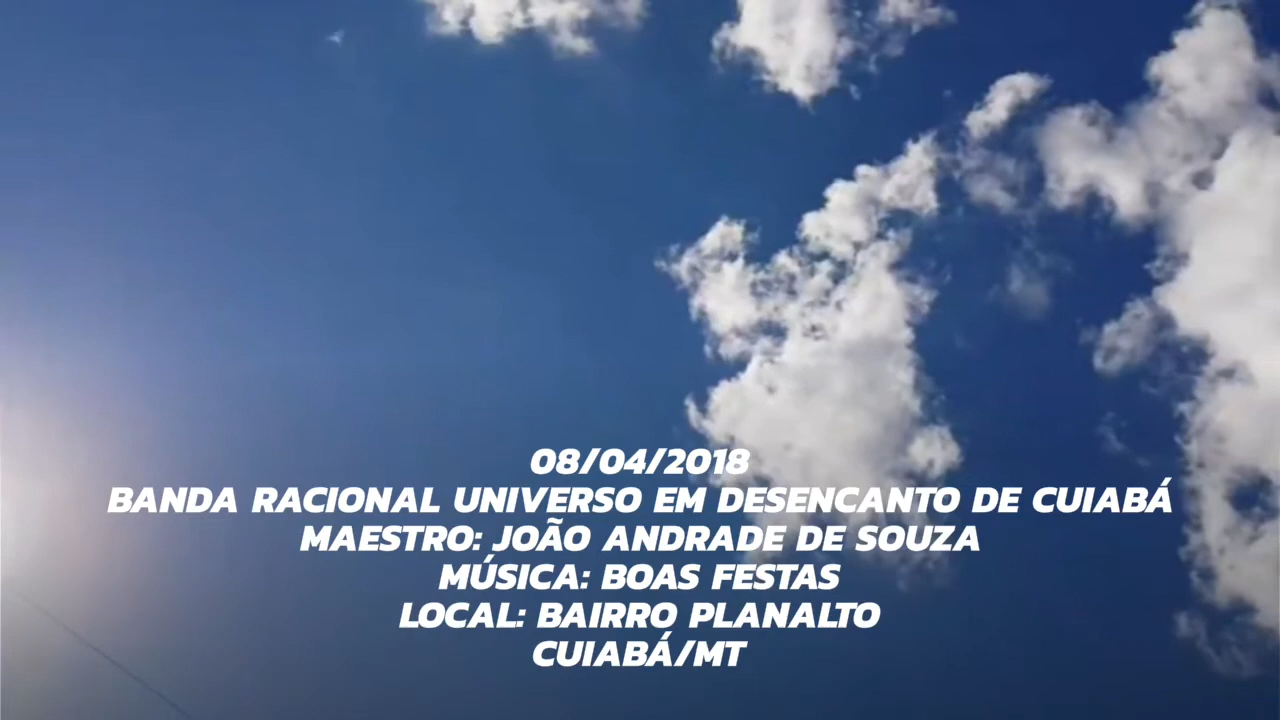 08/04/2018
BANDA RACIONAL UNIVERSO EM DESENCANTO DE CUIABÁ
MAESTRO: JOÃO ANDRADE DE SOUZA
MÚSICA: BOAS FESTAS
LOCAL: BAIRRO PLANALTO
CUIABÁ/MT